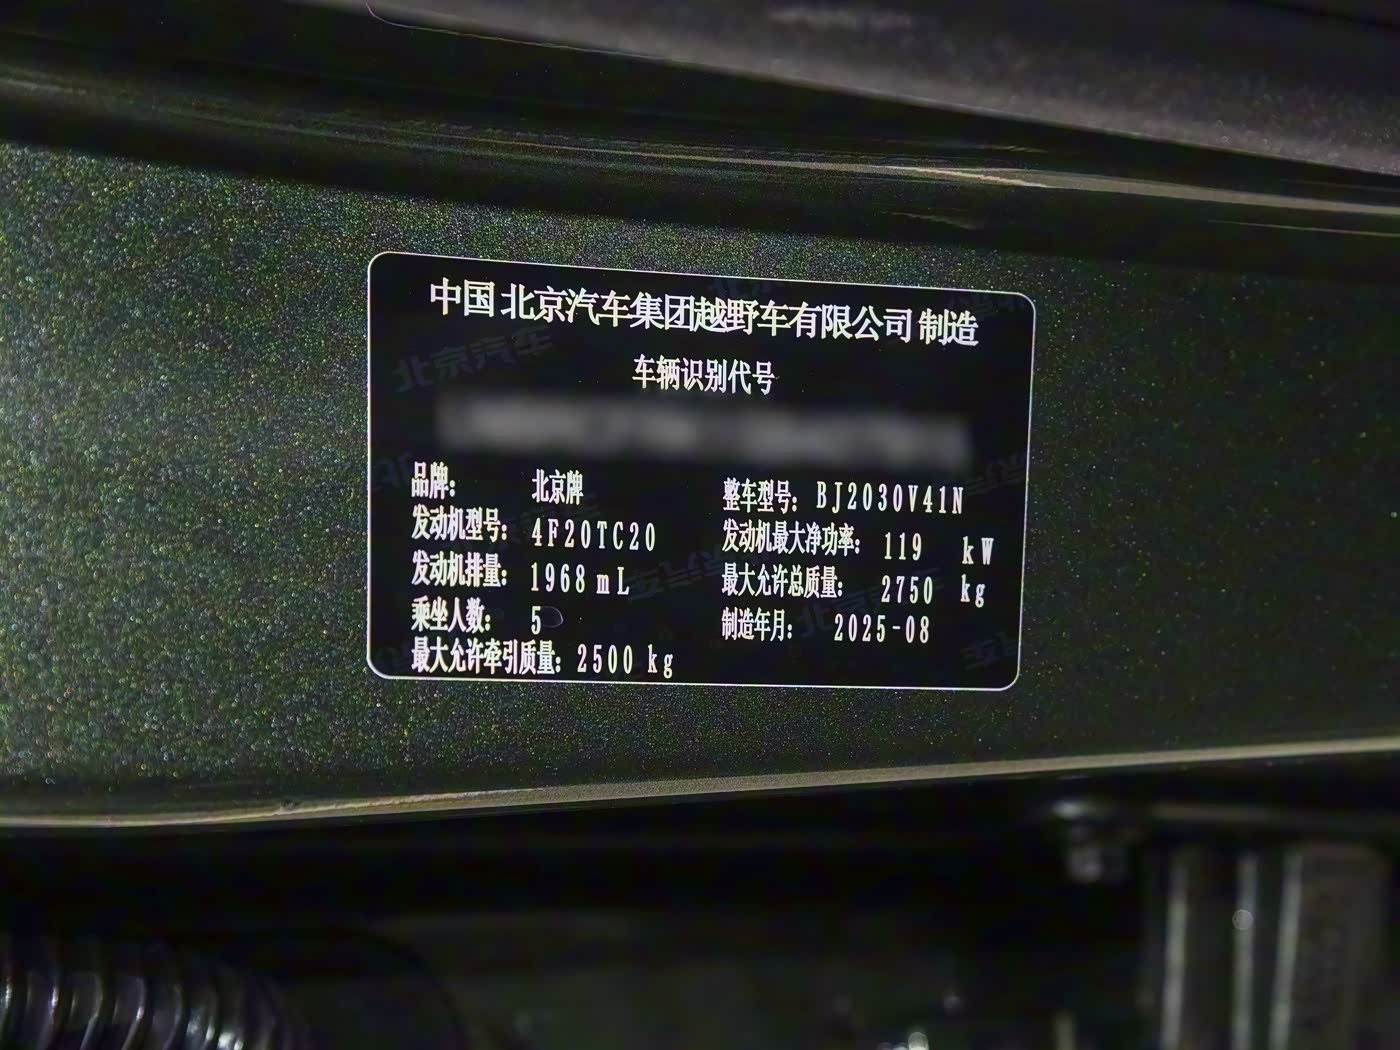 中国 北京汽车集团越野车有限公司 制造
车辆识别代号
品牌: 北京牌 整车型号: BJ2030V41N
发动机型号: 4F20TC20 发动机最大净功率: 119 kW
发动机排量: 1968 mL 最大允许总质量: 2750 kg
乘坐人数: 5 制造年月: 2025-08
最大允许牵引质量: 2500 kg